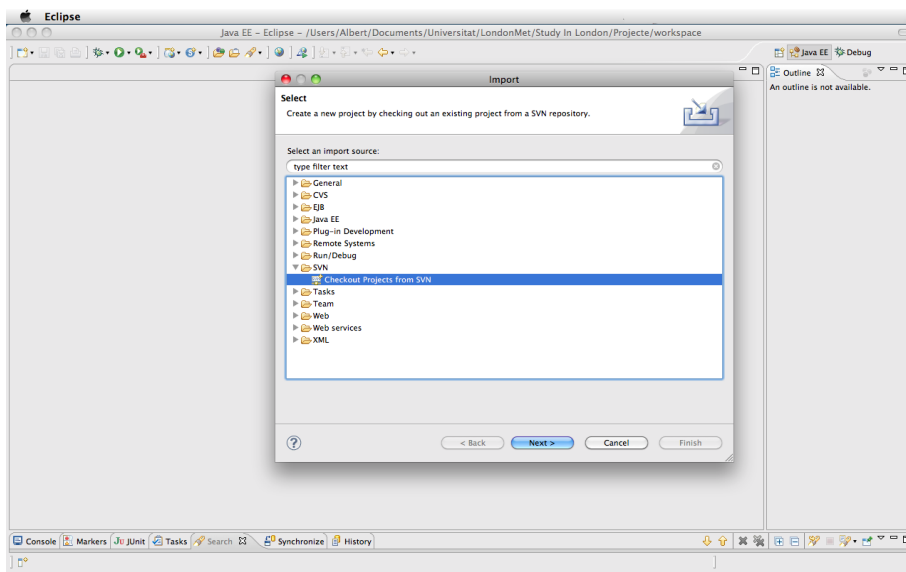 Eclipse
Java EE – Eclipse – /Users/Albert/Documents/Universitat/LondonMet/Study In London/Projecte/workspace
Java EE
Debug
Outline
An outline is not available.
Import
Select
Create a new project by checking out an existing project from a SVN repository.
Select an import source:
type filter text
General
CVS
EJB
Java EE
Plug-in Development
Remote Systems
Run/Debug
SVN
Checkout Projects from SVN
Tasks
Team
Web
Web services
XML
?
< Back
Next >
Cancel
Finish
Console
Markers
Ju JUnit
Tasks
Search
Synchronize
History